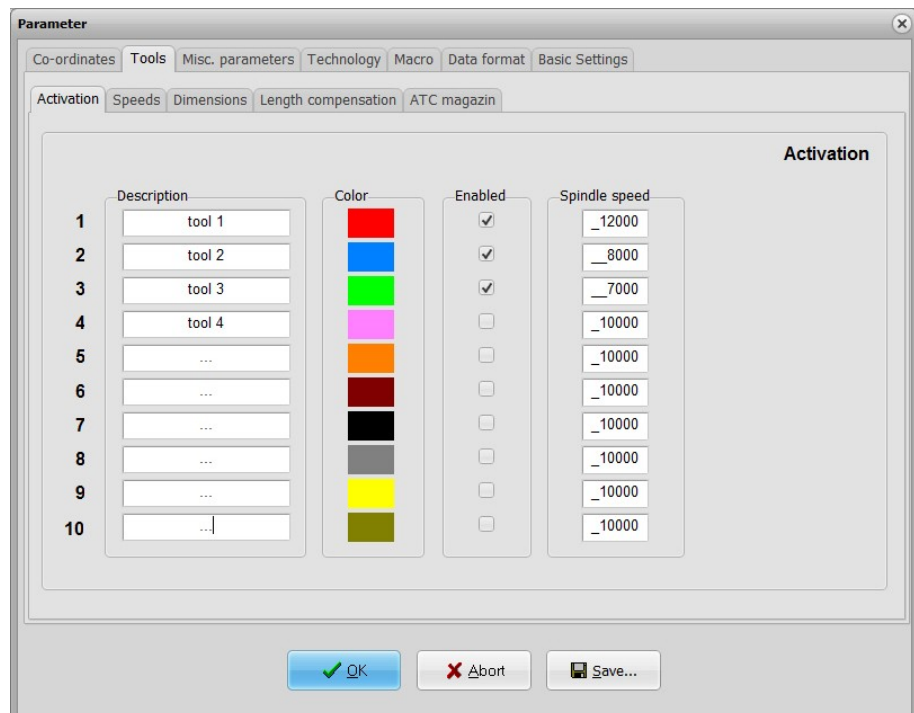 Parameter
Co-ordinates Tools Misc. parameters Technology Macro Data format Basic Settings
Activation Speeds Dimensions Length compensation ATC magazin
Activation
Description Color Enabled Spindle speed
1 tool 1 _12000
2 tool 2 __8000
3 tool 3 __7000
4 tool 4 _10000
5 ... _10000
6 ... _10000
7 ... _10000
8 ... _10000
9 ... _10000
10 ... _10000
OK Abort Save...